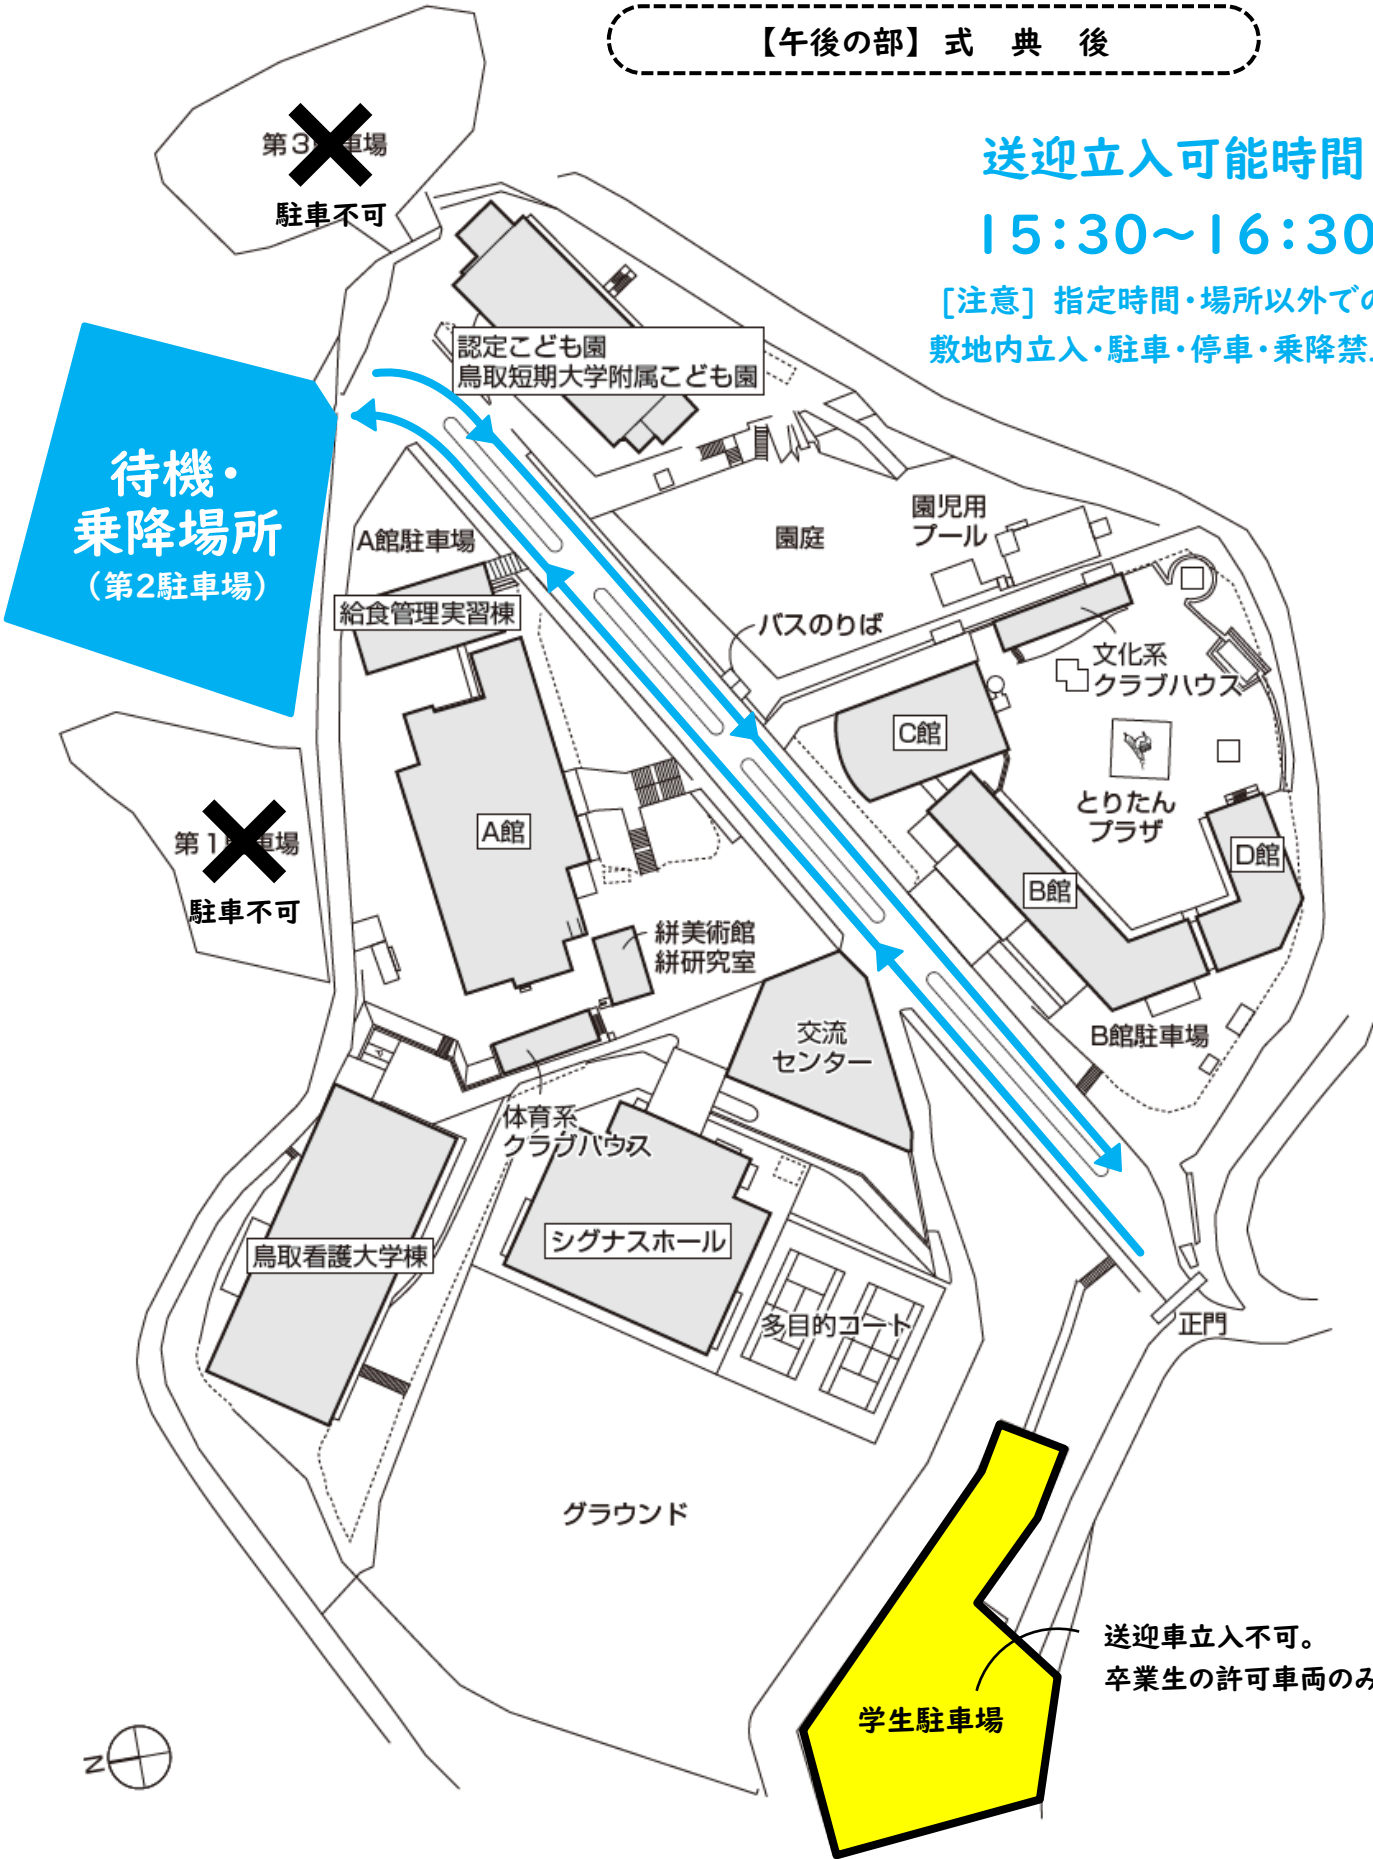 【午後の部】 式 典 後
送迎立入可能時間
15:30～16:30
[注意] 指定時間・場所以外での
敷地内立入・駐車・停車・乗降禁
第3 車場
駐車不可
認定こども園
鳥取短期大学附属こども園
待機・
乗降場所
(第2駐車場)
A館駐車場
給食管理実習棟
園庭
園児用
プール
バスのりば
文化系
クラブハウス
C館
とりたん
プラザ
D館
B館
A館
第1 車場
駐車不可
絣美術館
絣研究室
交流
センター
B館駐車場
体育系
クラブハウス
シグナスホール
鳥取看護大学棟
多目的コート
正門
グラウンド
送迎車立入不可。
卒業生の許可車両のみ
学生駐車場
N